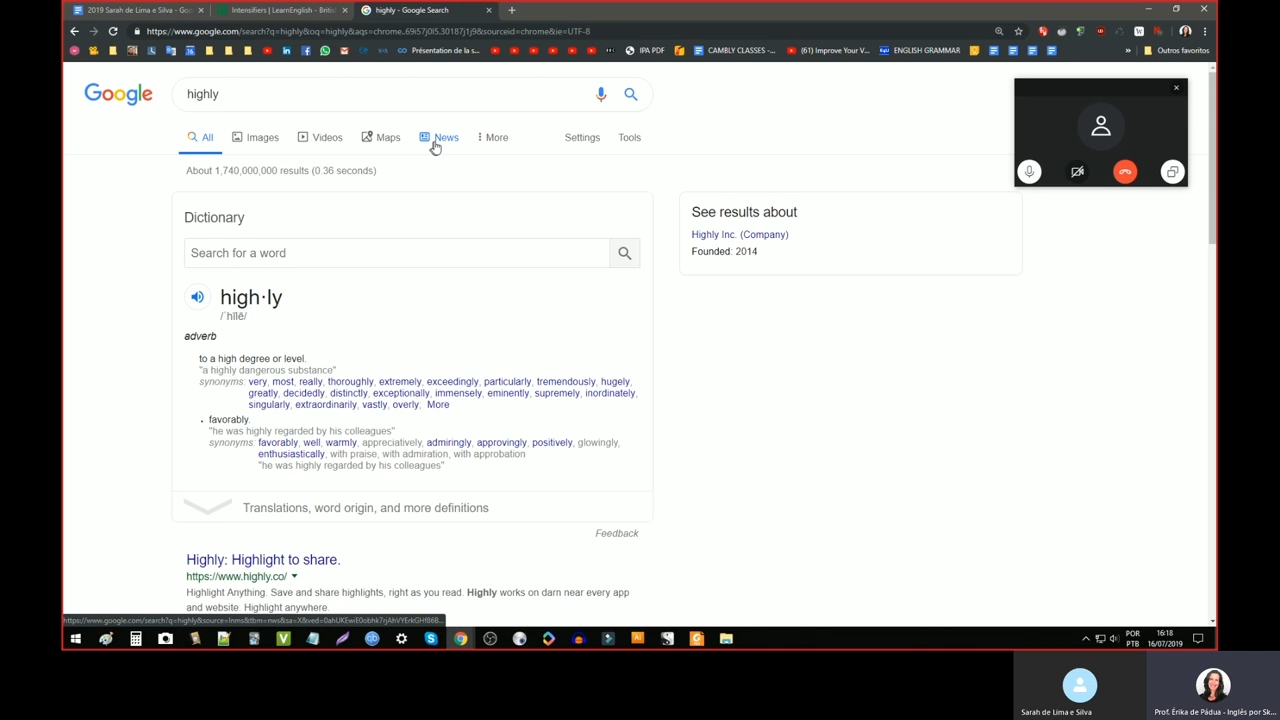 2019 Sarah de Lima e Silva - Goo
Intensifiers | LearnEnglish - Britis
highly - Google Search
https://www.google.com/search?q=highly&oq=highly&aqs=chrome..69i57j0l5.30187j1j9&sourceid=chrome&ie=UTF-8
Présentation de la s...
IPA PDF
CAMBLY CLASSES -...
(61) Improve Your V...
ENGLISH GRAMMAR
»
Outros favoritos
Google
highly
All
Images
Videos
Maps
News
More
Settings
Tools
About 1,740,000,000 results (0.36 seconds)
Dictionary
Search for a word
high·ly
/ˈhīlē/
adverb
to a high degree or level.
"a highly dangerous substance"
synonyms: very, most, really, thoroughly, extremely, exceedingly, particularly, tremendously, hugely,
greatly, decidedly, distinctly, exceptionally, immensely, eminently, supremely, inordinately,
singularly, extraordinarily, vastly, overly, More
favorably.
"he was highly regarded by his colleagues"
synonyms: favorably, well, warmly, appreciatively, admiringly, approvingly, positively, glowingly,
enthusiastically, with praise, with admiration, with approbation
"he was highly regarded by his colleagues"
Translations, word origin, and more definitions
Feedback
See results about
Highly Inc. (Company)
Founded: 2014
Highly: Highlight to share.
https://www.highly.co/
Highlight Anything. Save and share highlights, right as you read. Highly works on darn near every app
and website. Highlight anywhere.
POR
PTB
16:18
16/07/2019
Sarah de Lima e Silva
Prof. Érika de Pádua - Inglês por Sk...